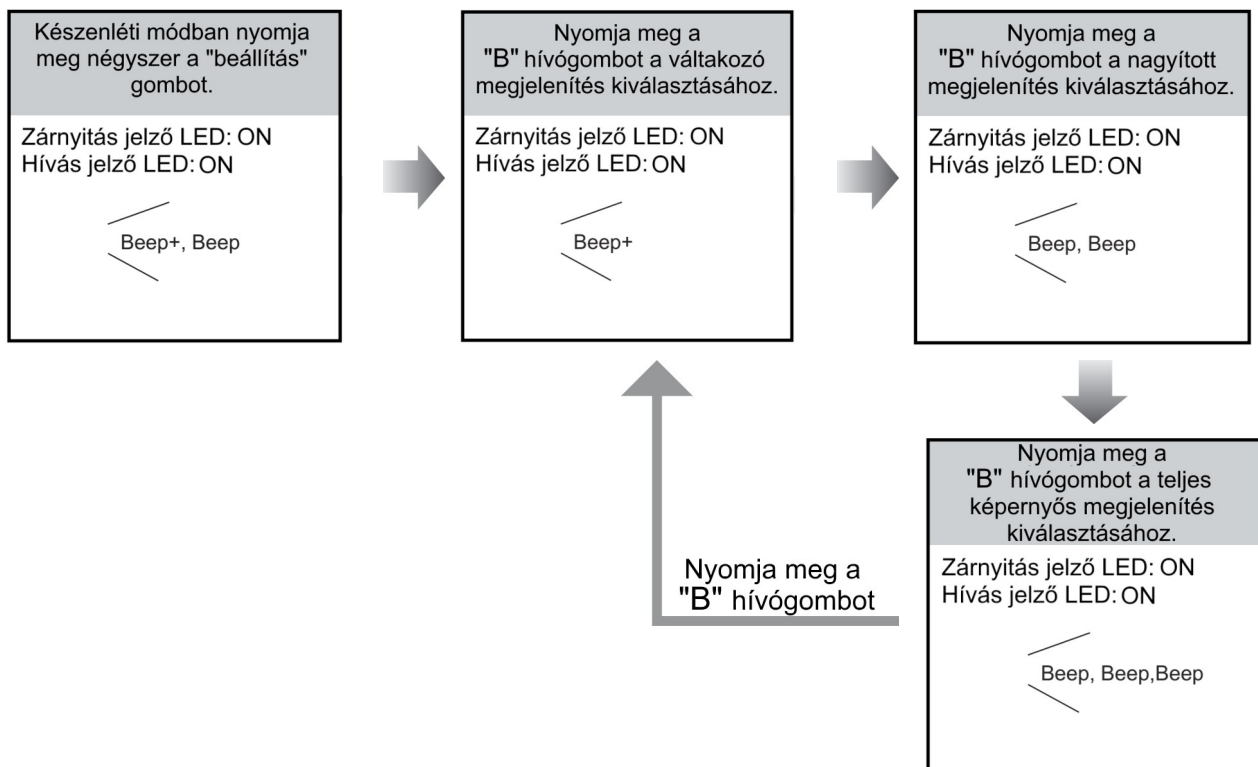 Készenléti módban nyomja
meg négyszer a "beállítás"
gombot.
Zárnyitás jelző LED: ON
Hívás jelző LED: ON
Beep+, Beep
Nyomja meg a
"B" hívógombot a váltakozó
megjelenítés kiválasztásához.
Zárnyitás jelző LED: ON
Hívás jelző LED: ON
Beep+
Nyomja meg a
"B" hívógombot a nagyított
megjelenítés kiválasztásához.
Zárnyitás jelző LED: ON
Hívás jelző LED: ON
Beep, Beep
Nyomja meg a
"B" hívógombot a teljes
képernyős megjelenítés
kiválasztásához.
Zárnyitás jelző LED: ON
Hívás jelző LED: ON
Beep, Beep,Beep
Nyomja meg a
"B" hívógombot